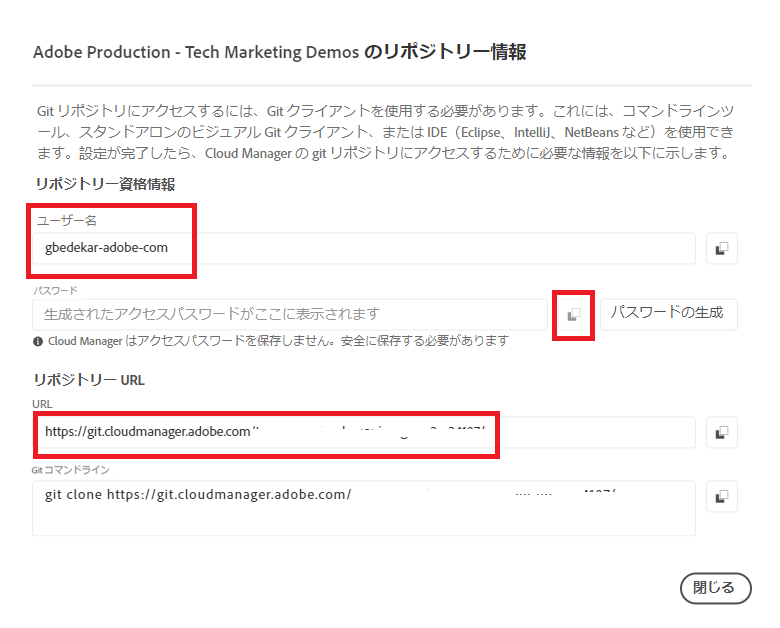 Adobe Production - Tech Marketing Demos のリポジトリー情報
Git リポジトリにアクセスするには、Git クライアントを使用する必要があります。これには、コマンドラインツ
ール、スタンドアロンのビジュアル Git クライアント、または IDE（Eclipse、IntelliJ、NetBeans など）を使用でき
ます。設定が完了したら、Cloud Manager の git リポジトリにアクセスするために必要な情報を以下に示します。
リポジトリー資格情報
ユーザー名
gbedekar-adobe-com
パスワード
生成されたアクセスパスワードがここに表示されます
パスワードの生成
Cloud Manager はアクセスパスワードを保存しません。安全に保存する必要があります
リポジトリー URL
URL
https://git.cloudmanager.adobe.com
Git コマンドライン
git clone https://git.cloudmanager.adobe.com/
閉じる